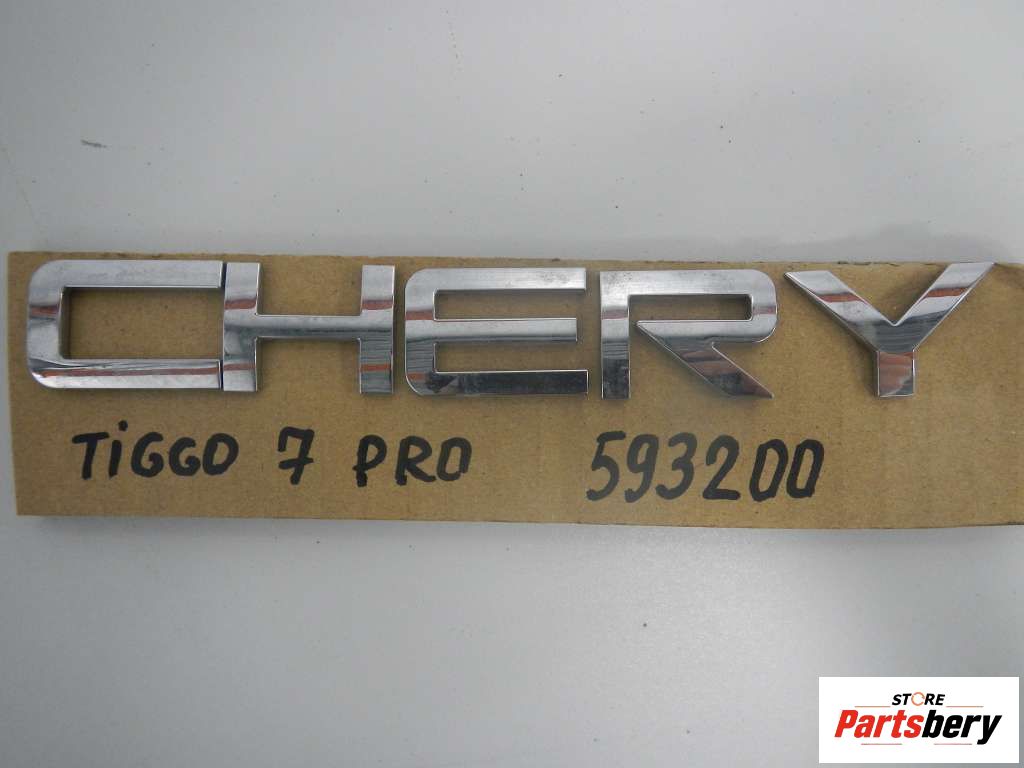 CHERY
TiGGO 7 PRO 593200
STORE
Partsbery